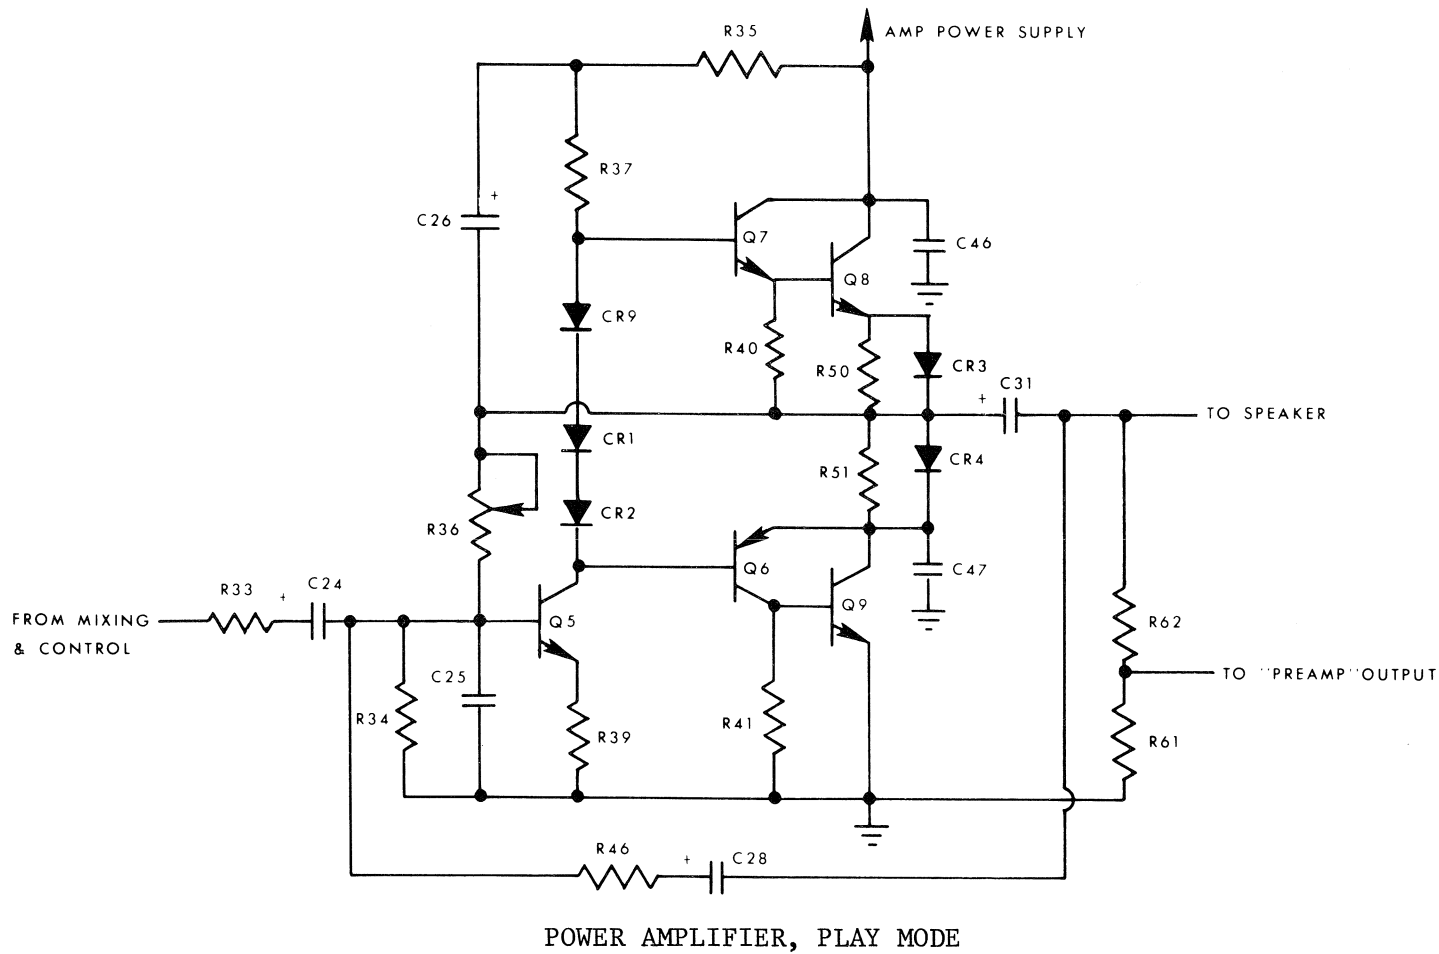 R35
AMP POWER SUPPLY
R37
+
C26
Q7
C46
Q8
CR9
R40
R50
CR3
C31
+
TO SPEAKER
CR1
CR4
R51
CR2
R36
Q6
C47
R33
+
C24
Q9
FROM MIXING
& CONTROL
Q5
R62
C25
TO "PREAMP" OUTPUT
R34
R41
R39
R61
R46
+
C28
POWER AMPLIFIER, PLAY MODE